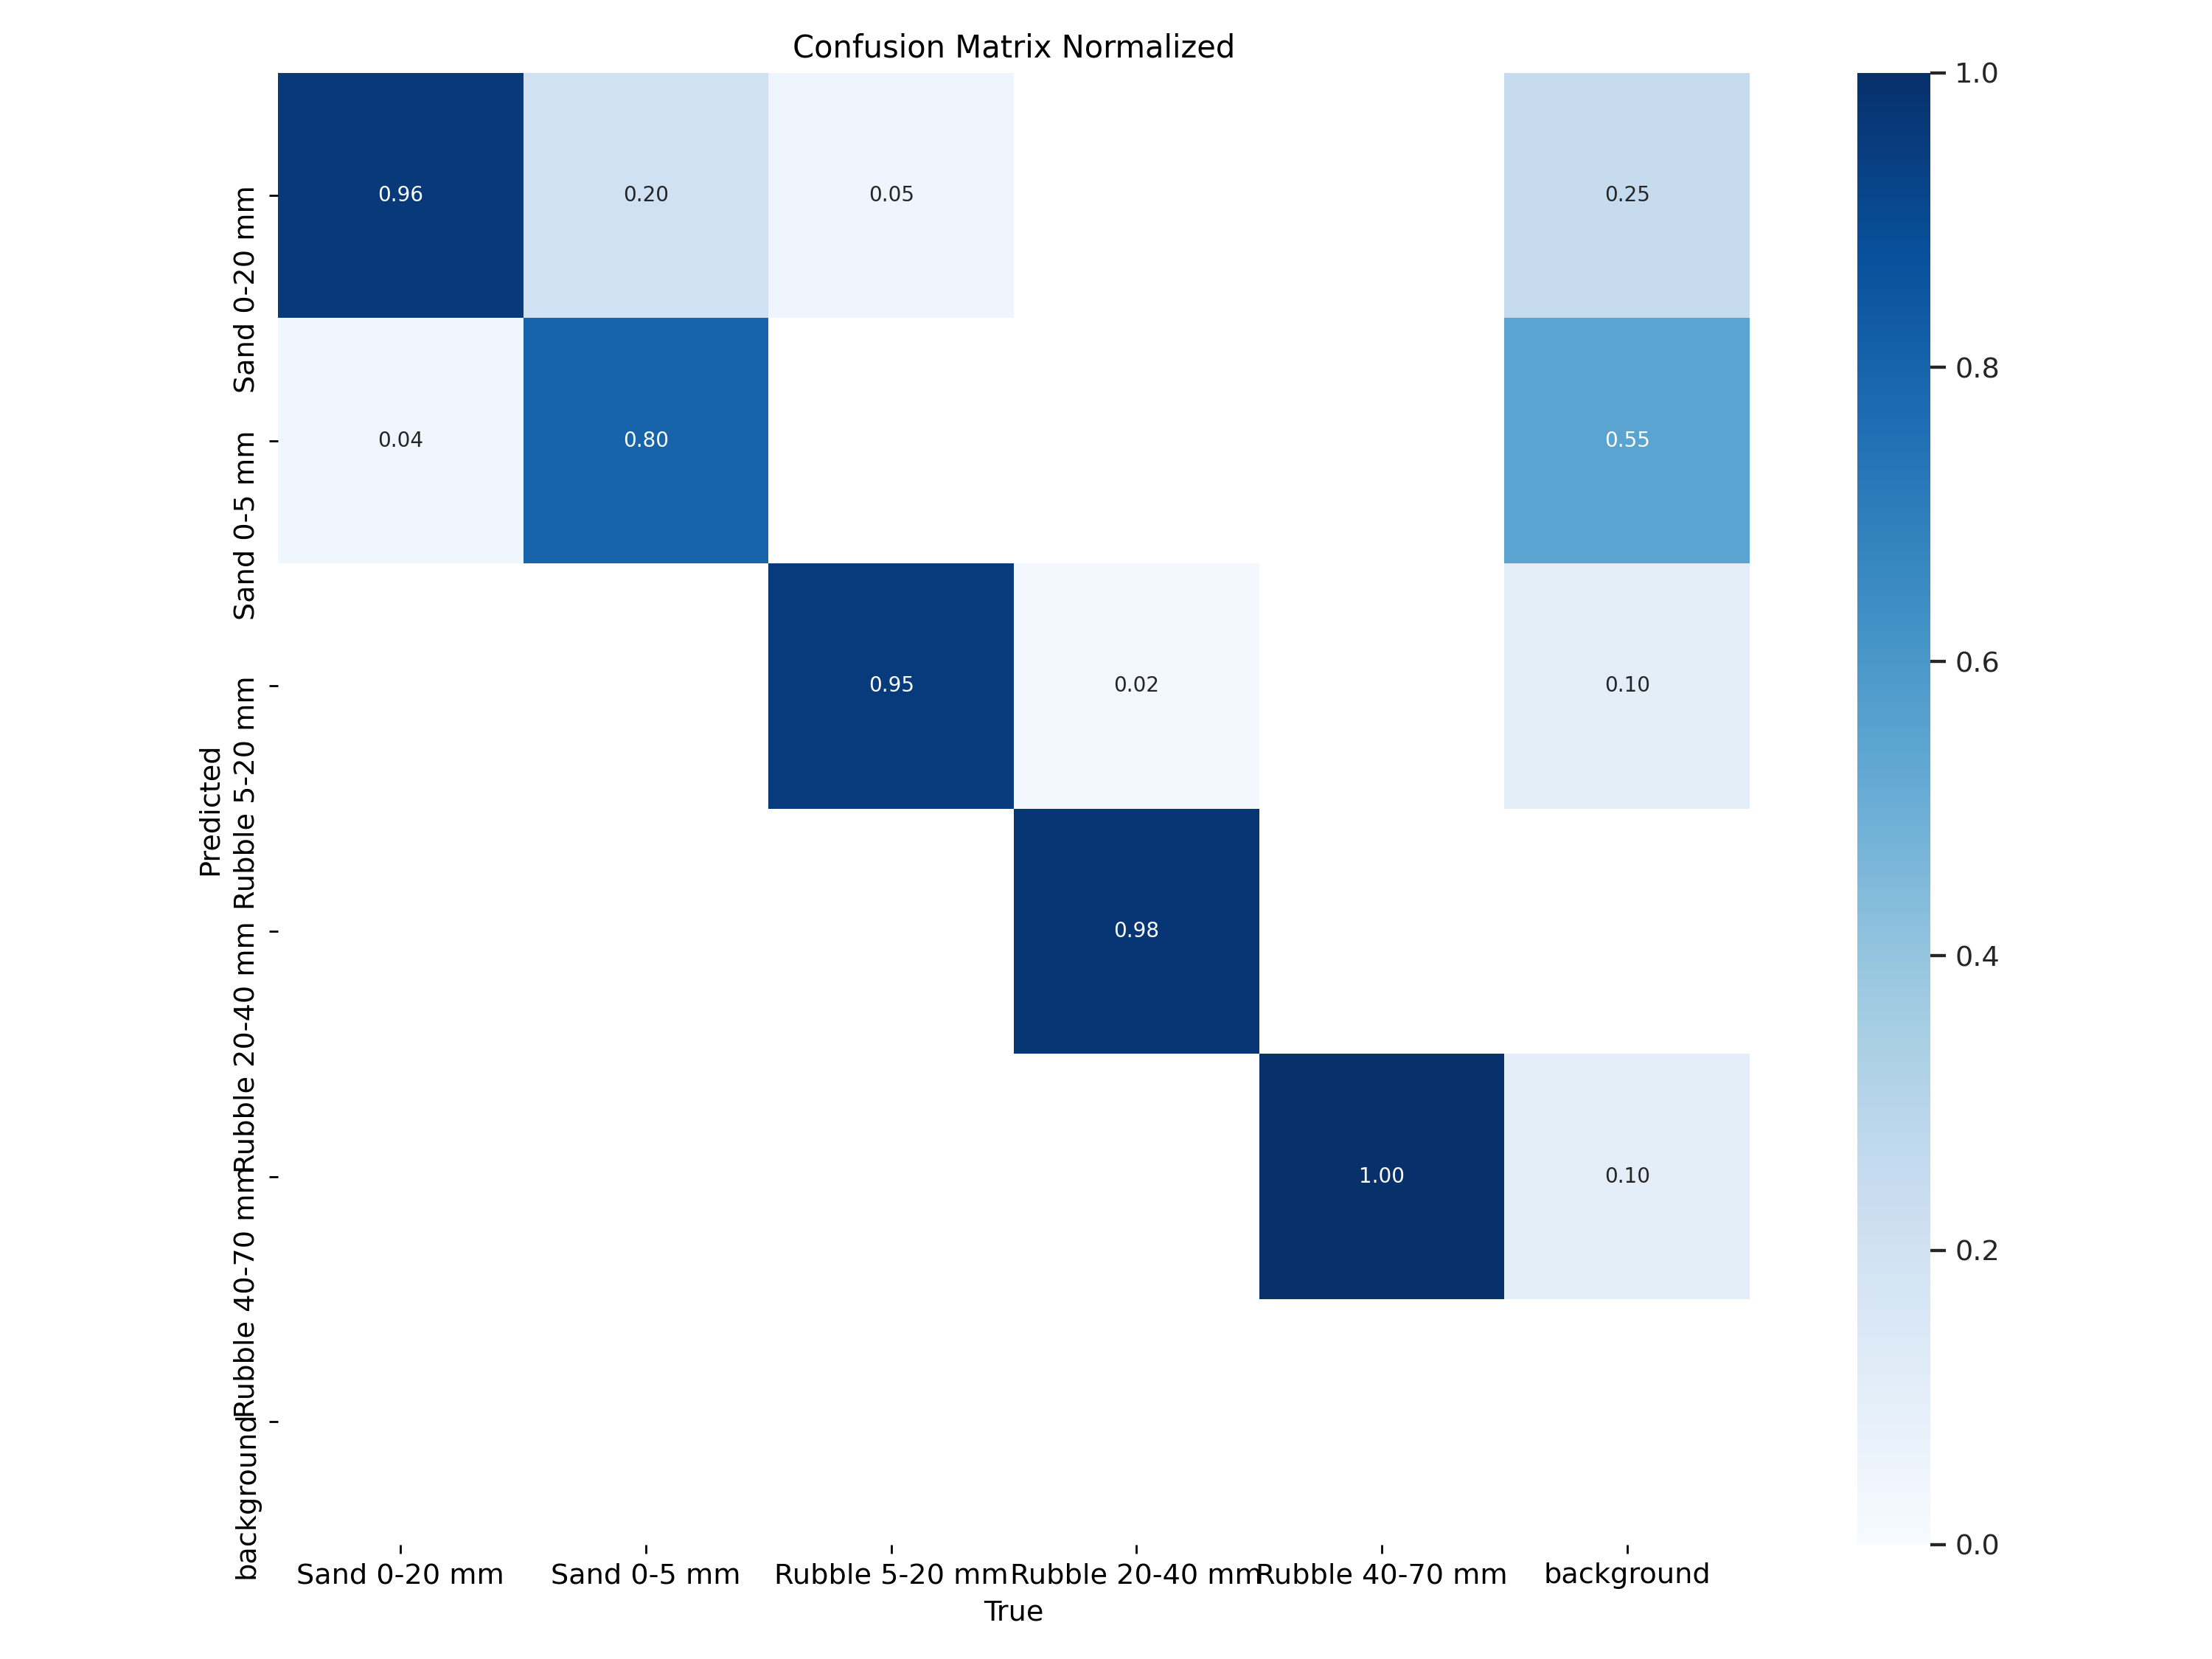 Confusion Matrix Normalized
0.96 0.20 0.05 0.25
0.04 0.80 0.55
0.95 0.02 0.10
0.98
1.00 0.10
Predicted
Sand 0-20 mm
Sand 0-5 mm
Rubble 5-20 mm
Rubble 20-40 mm
Rubble 40-70 mm
background
Sand 0-20 mm Sand 0-5 mm Rubble 5-20 mm Rubble 20-40 mm Rubble 40-70 mm background
True
1.0
0.8
0.6
0.4
0.2
0.0